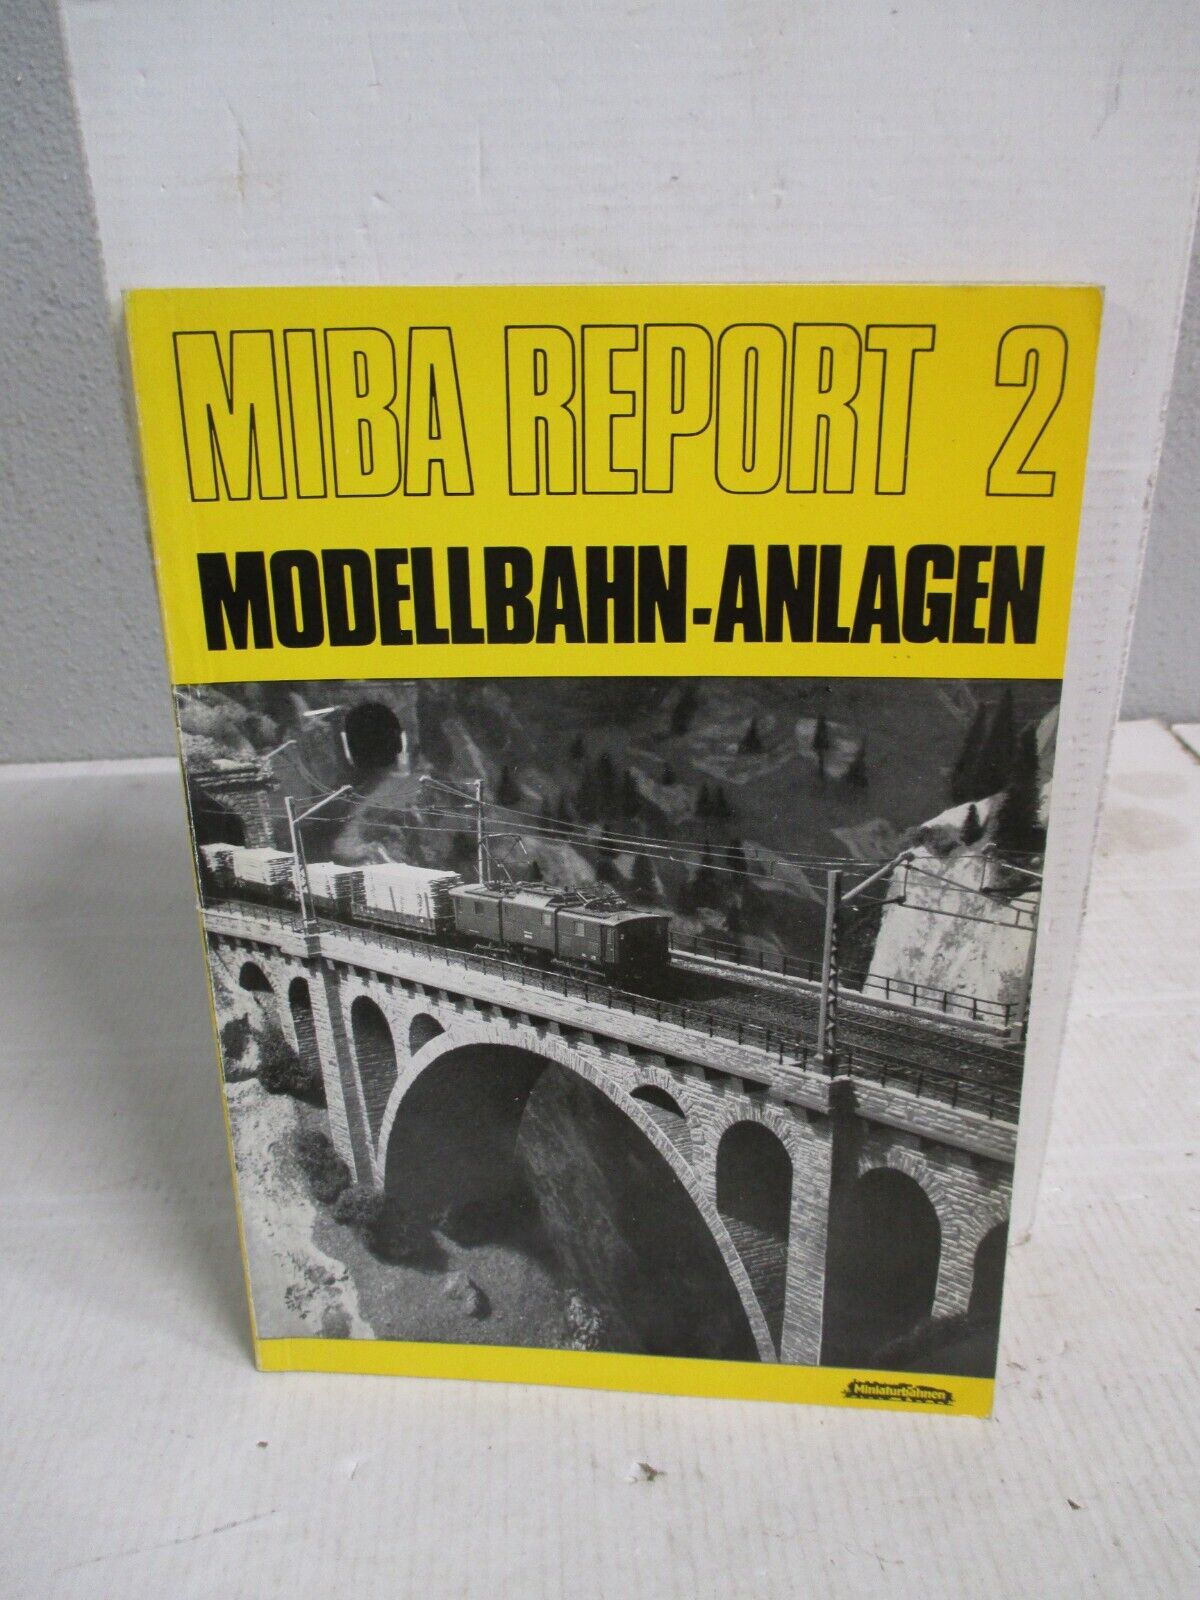 MIBA REPORT 2
MODELLBAHN-ANLAGEN
Miniaturbahnen